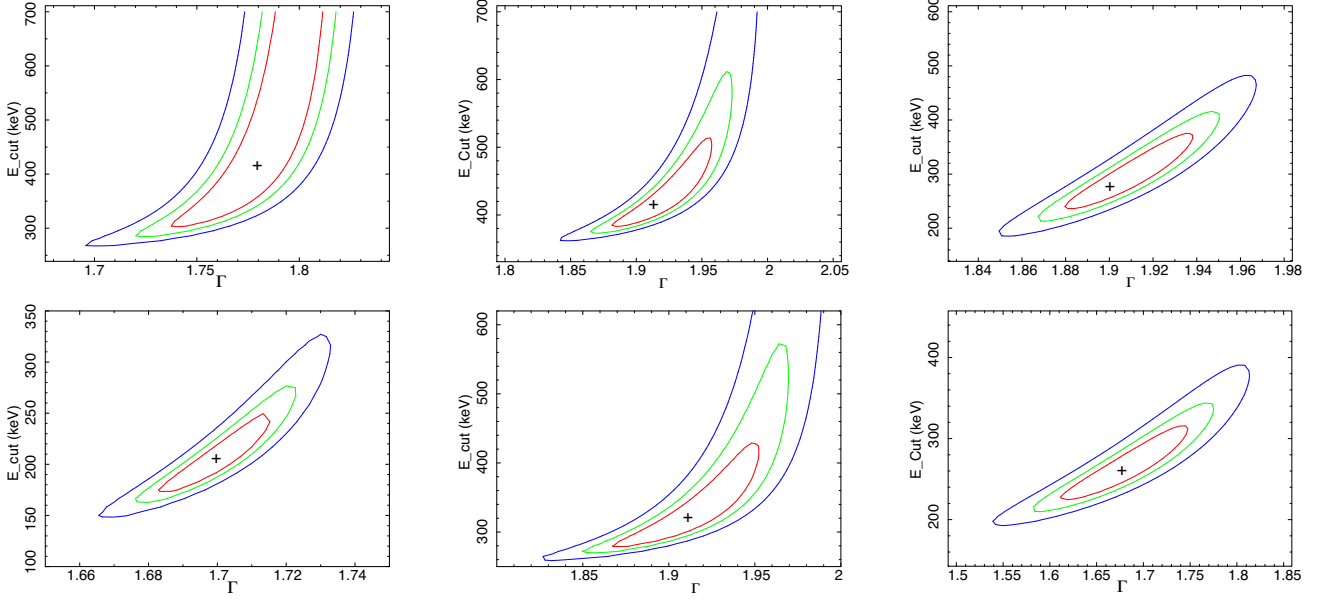 E_cut (keV)
700
600
500
400
300
1.7 1.75 1.8
Γ
E_Cut (keV)
700
600
500
400
1.8 1.85 1.9 1.95 2 2.05
Γ
E_cut (keV)
600
500
400
300
200
1.84 1.86 1.88 1.9 1.92 1.94 1.96 1.98
Γ
E_cut (keV)
350
300
250
200
150
100
1.66 1.68 1.7 1.72 1.74
Γ
E_cut (keV)
600
500
400
300
1.85 1.9 1.95 2
Γ
E_Cut (keV)
400
300
200
1.5 1.55 1.6 1.65 1.7 1.75 1.8 1.85
Γ